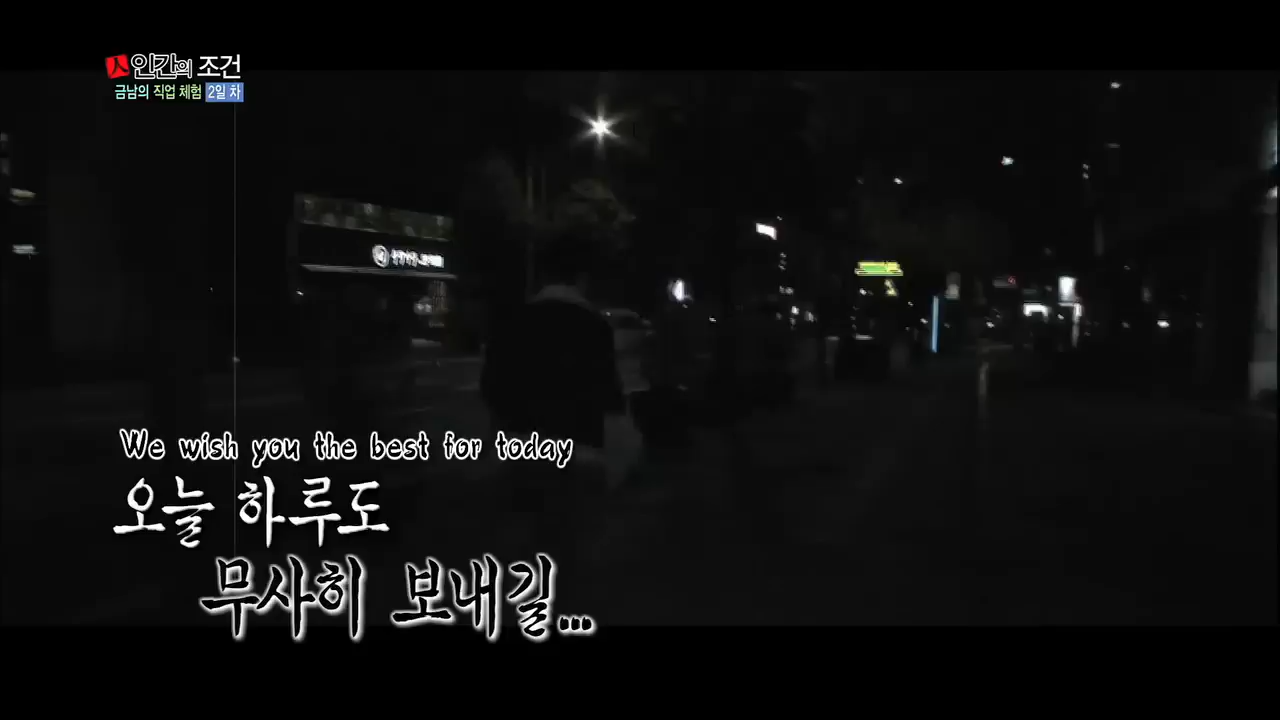 人 인간의 조건
금남의 직업 체험 2일 차
We wish you the best for today
오늘 하루도
무사히 보내길...